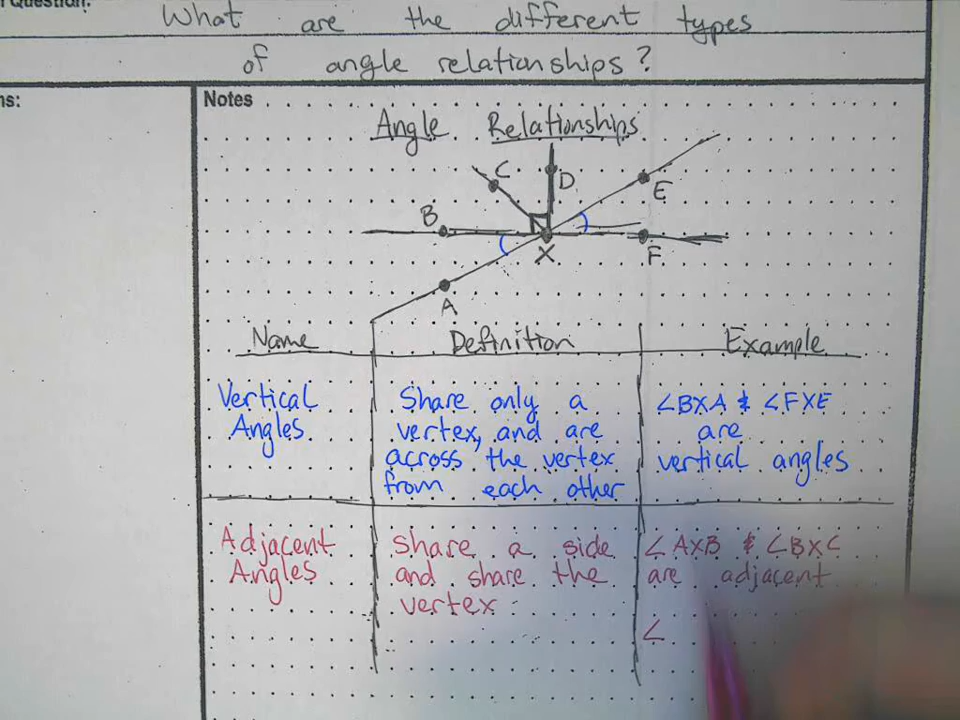 Question:
What are the different types
of angle relationships?
ns:
Notes
Angle Relationships
C
D
E
B
X
F
A
Name Definition Example
Vertical
Angles
Share only a
vertex, and are
across the vertex
from each other
∠BXA & ∠FXE
are
vertical angles
Adjacent
Angles
Share a side
and share the
vertex
∠AXB & ∠BXC
are adjacent
∠